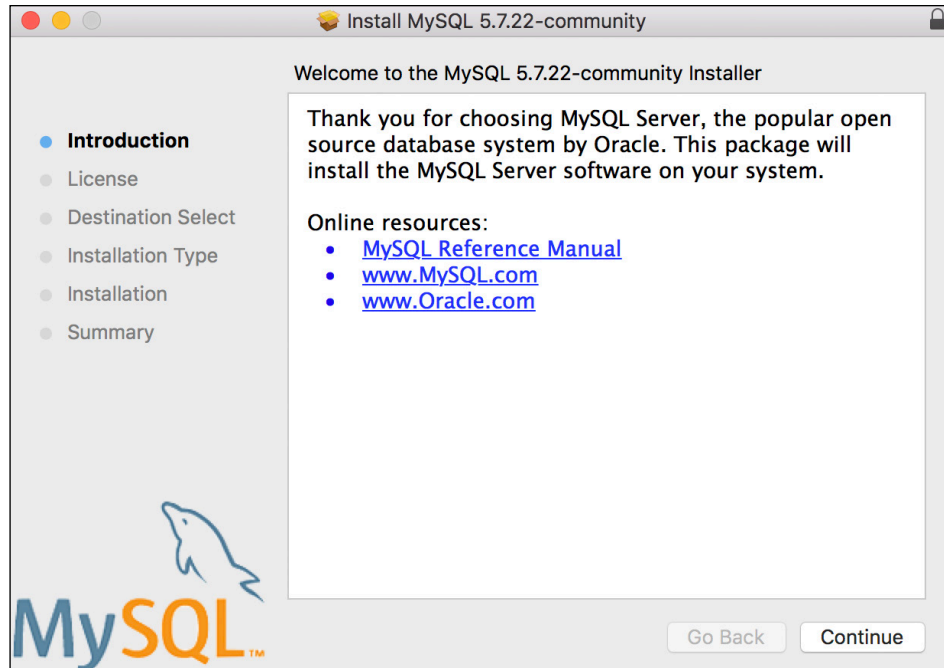 Install MySQL 5.7.22-community
Welcome to the MySQL 5.7.22-community Installer
Introduction
License
Destination Select
Installation Type
Installation
Summary
Thank you for choosing MySQL Server, the popular open
source database system by Oracle. This package will
install the MySQL Server software on your system.
Online resources:
• MySQL Reference Manual
• www.MySQL.com
• www.Oracle.com
MySQL™
Go Back
Continue